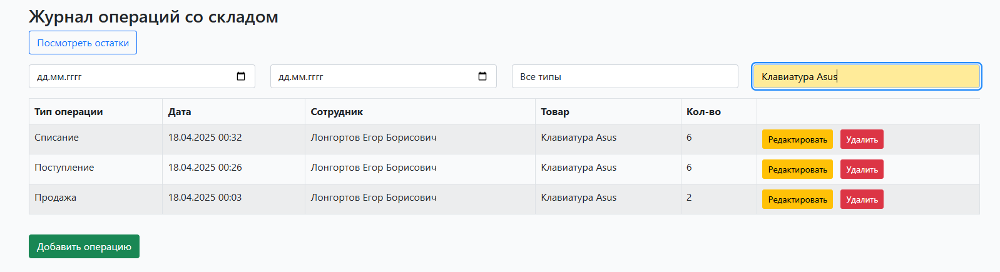 Журнал операций со складом
Посмотреть остатки
дд.мм.гггг дд.мм.гггг Все типы Клавиатура Asus
Тип операции Дата Сотрудник Товар Кол-во
Списание 18.04.2025 00:32 Лонгортов Егор Борисович Клавиатура Asus 6 Редактировать Удалить
Поступление 18.04.2025 00:26 Лонгортов Егор Борисович Клавиатура Asus 6 Редактировать Удалить
Продажа 18.04.2025 00:03 Лонгортов Егор Борисович Клавиатура Asus 2 Редактировать Удалить
Добавить операцию